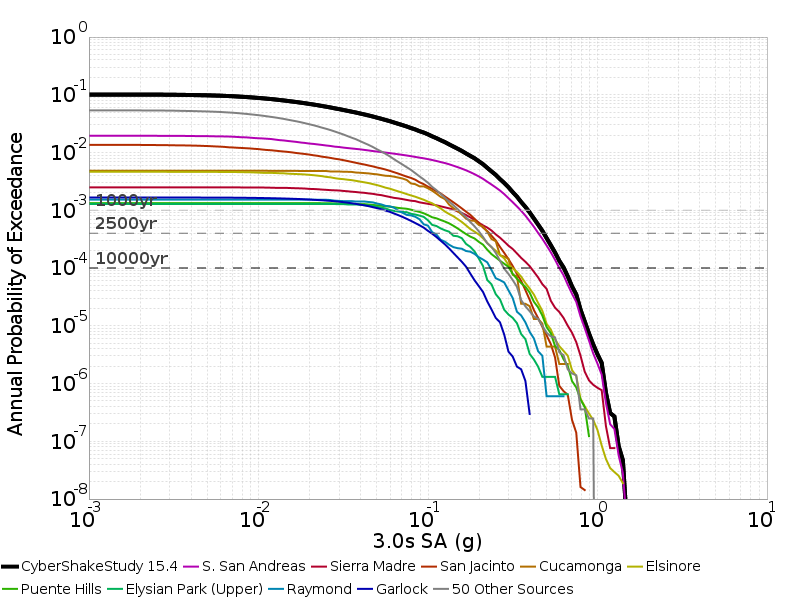 10^0
10^-1
10^-2
10^-3
10^-4
10^-5
10^-6
10^-7
10^-8
Annual Probability of Exceedance
1000yr
2500yr
10000yr
10^-3 10^-2 10^-1 10^0 10^1
3.0s SA (g)
CyberShakeStudy 15.4 S. San Andreas Sierra Madre San Jacinto Cucamonga Elsinore
Puente Hills Elysian Park (Upper) Raymond Garlock 50 Other Sources